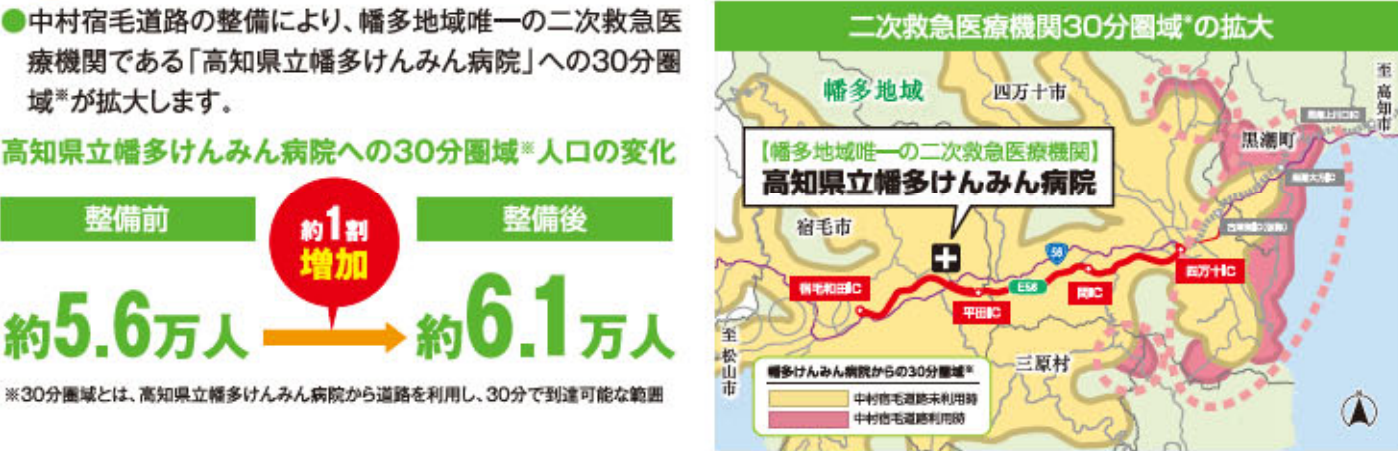 ●中村宿毛道路の整備により、幡多地域唯一の二次救急医
療機関である「高知県立幡多けんみん病院」への30分圏
域※が拡大します。
高知県立幡多けんみん病院への30分圏域※人口の変化
整備前
約1割
増加
整備後
約5.6万人
約6.1万人
※30分圏域とは、高知県立幡多けんみん病院から道路を利用し、30分で到達可能な範囲
二次救急医療機関30分圏域※の拡大
至 高知市
幡多地域
四万十市
黒潮町
【幡多地域唯一の二次救急医療機関】
高知県立幡多けんみん病院
宿毛市
56
四万十IC
宿毛和田IC
E56
間IC
平田IC
至 松山市
三原村
幡多けんみん病院からの30分圏域※
中村宿毛道路未利用時
中村宿毛道路利用時